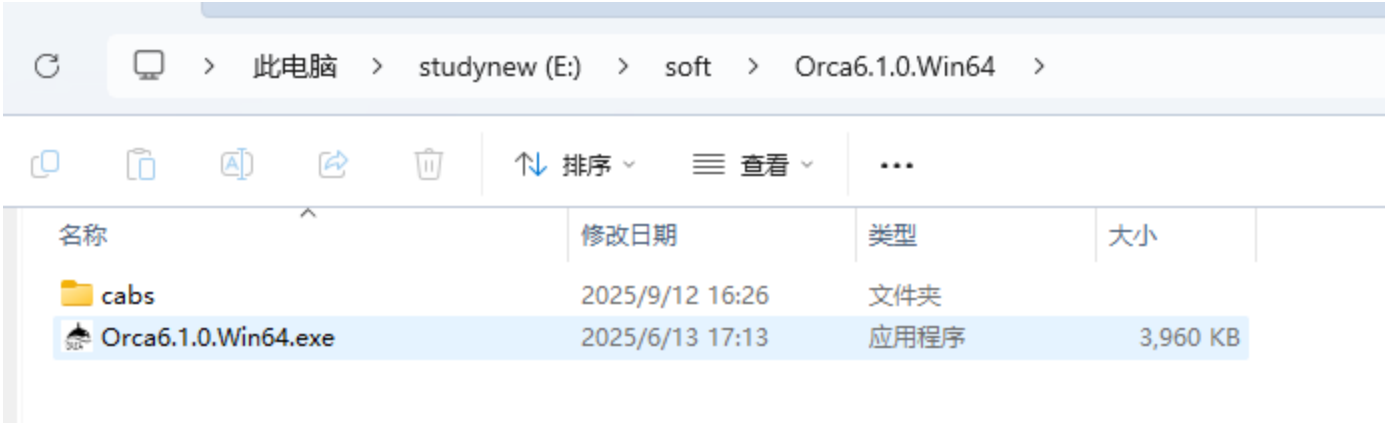 此电脑 > studynew (E:) > soft > Orca6.1.0.Win64 >
排序 查看 •••
名称 修改日期 类型 大小
cabs 2025/9/12 16:26 文件夹
Orca6.1.0.Win64.exe 2025/6/13 17:13 应用程序 3,960 KB